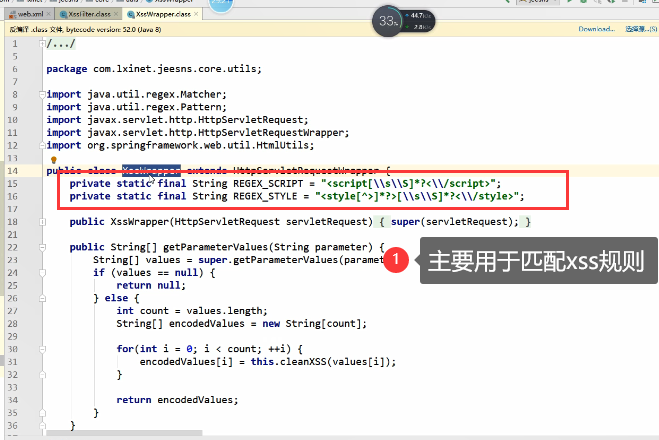 web.xml × XssFilter.class × XssWrapper.class ×
反编译 .class 文件, bytecode version: 52.0 (Java 8) Download...
33% 44.7k/s
2.8k/s
1 /.../
5
6 package com.lxinet.jeesns.core.utils;
7
8 import java.util.regex.Matcher;
9 import java.util.regex.Pattern;
10 import javax.servlet.http.HttpServletRequest;
11 import javax.servlet.http.HttpServletRequestWrapper;
12 import org.springframework.web.util.HtmlUtils;
13
14 public class XssWrapper extends HttpServletRequestWrapper {
15 private static final String REGEX_SCRIPT = "<script[\\s\\S]*?<\\/script>";
16 private static final String REGEX_STYLE = "<style[^>]*?>[\\s\\S]*?<\\/style>";
17
18 public XssWrapper(HttpServletRequest servletRequest) { super(servletRequest); }
21
22 public String[] getParameterValues(String parameter) {
23 String[] values = super.getParameterValues(paramet
1 主要用于匹配xss规则
24 if (values == null) {
25 return null;
26 } else {
27 int count = values.length;
28 String[] encodedValues = new String[count];
29
30 for(int i = 0; i < count; ++i) {
31 encodedValues[i] = this.cleanXSS(values[i]);
32 }
33
34 return encodedValues;
35 }
36 }